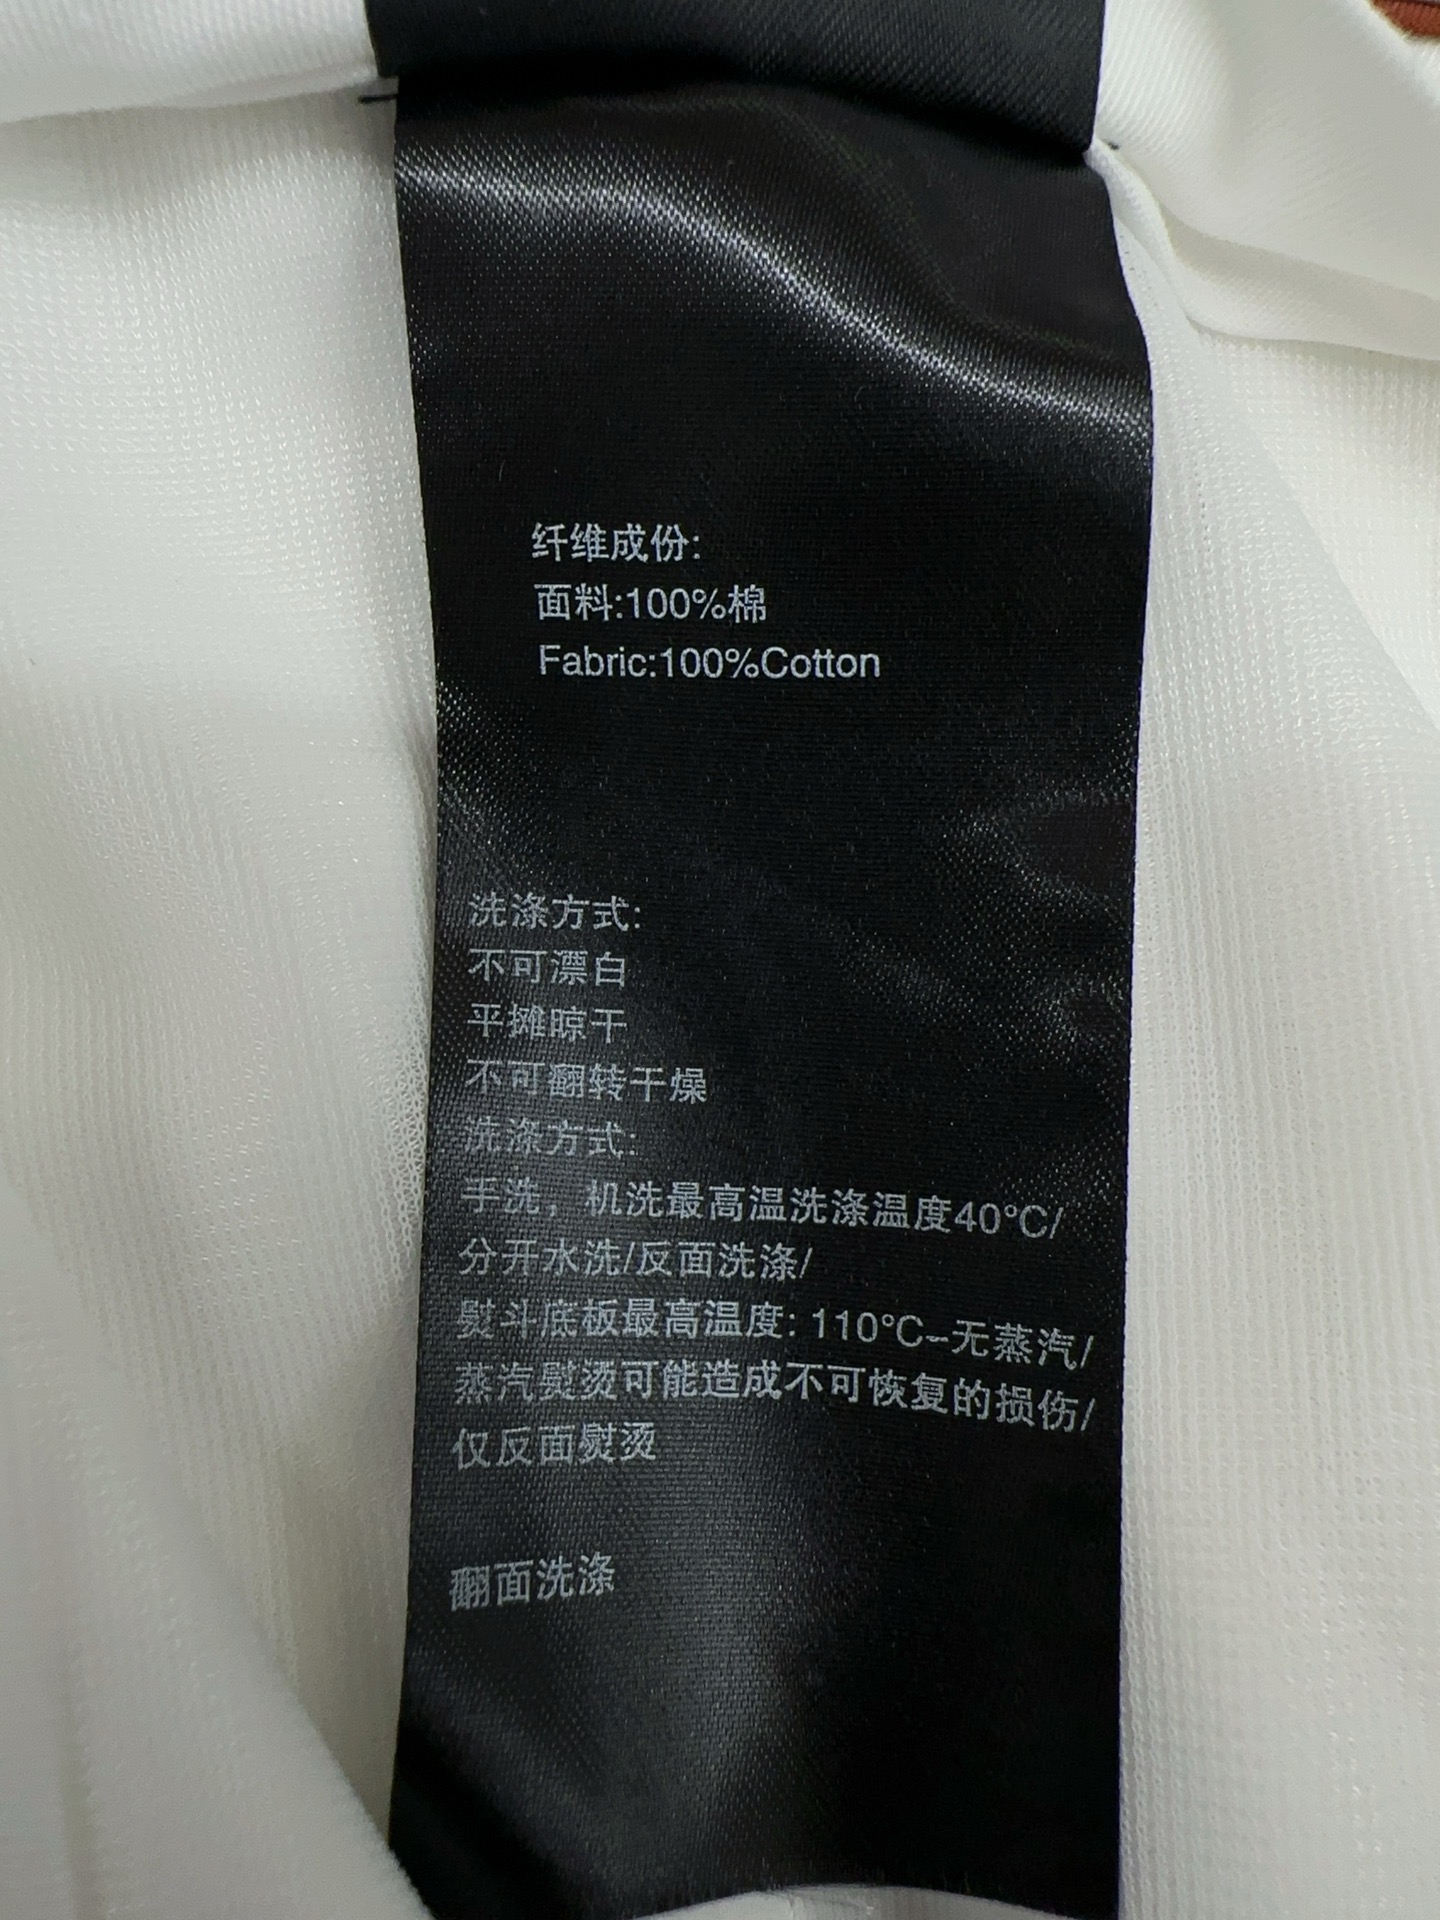 纤维成份:
面料:100%棉
Fabric:100%Cotton
洗涤方式:
不可漂白
平摊晾干
不可翻转干燥
洗涤方式:
手洗，机洗最高温洗涤温度40°C/
分开水洗/反面洗涤/
熨斗底板最高温度: 110°C-无蒸汽/
蒸汽熨烫可能造成不可恢复的损伤/
仅反面熨烫
翻面洗涤